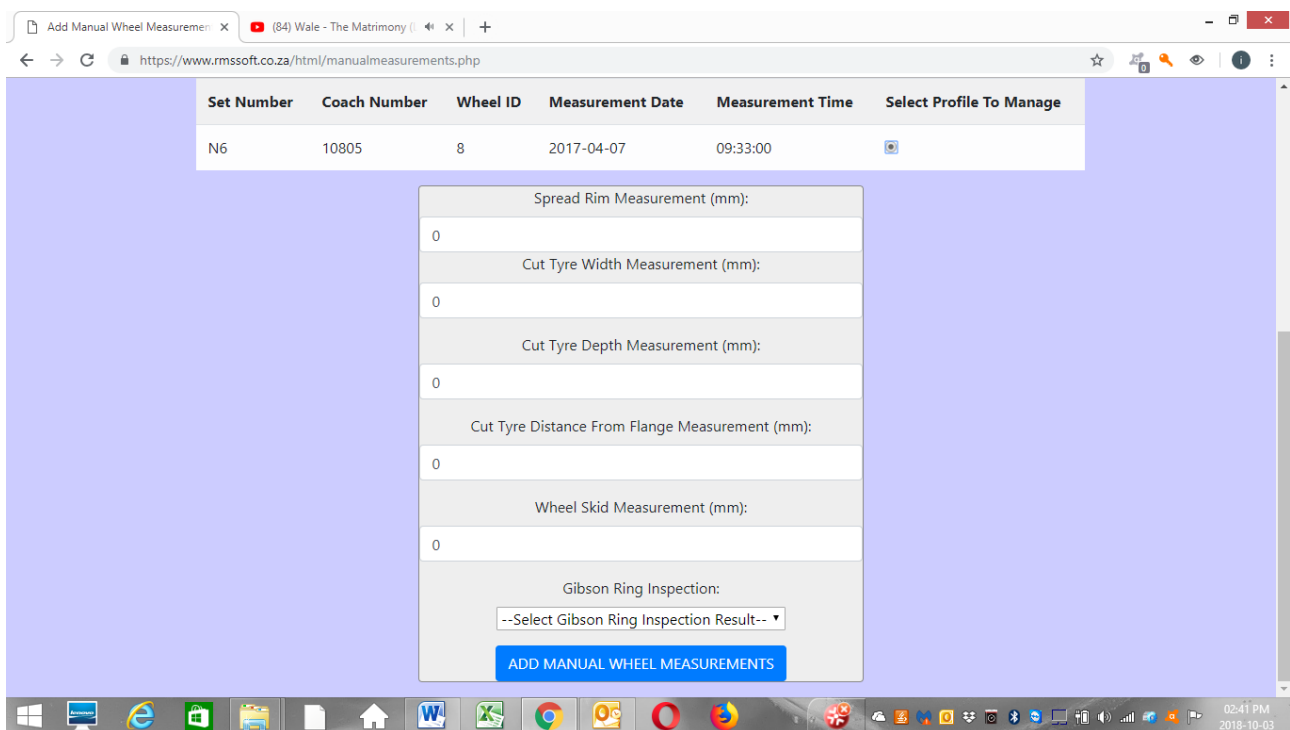 Add Manual Wheel Measuremen
(84) Wale - The Matrimony (
https://www.rmssoft.co.za/html/manualmeasurements.php
0
i
Set Number Coach Number Wheel ID Measurement Date Measurement Time Select Profile To Manage
N6 10805 8 2017-04-07 09:33:00
Spread Rim Measurement (mm):
0
Cut Tyre Width Measurement (mm):
0
Cut Tyre Depth Measurement (mm):
0
Cut Tyre Distance From Flange Measurement (mm):
0
Wheel Skid Measurement (mm):
0
Gibson Ring Inspection:
--Select Gibson Ring Inspection Result--
ADD MANUAL WHEEL MEASUREMENTS
02:41 PM
2018-10-03